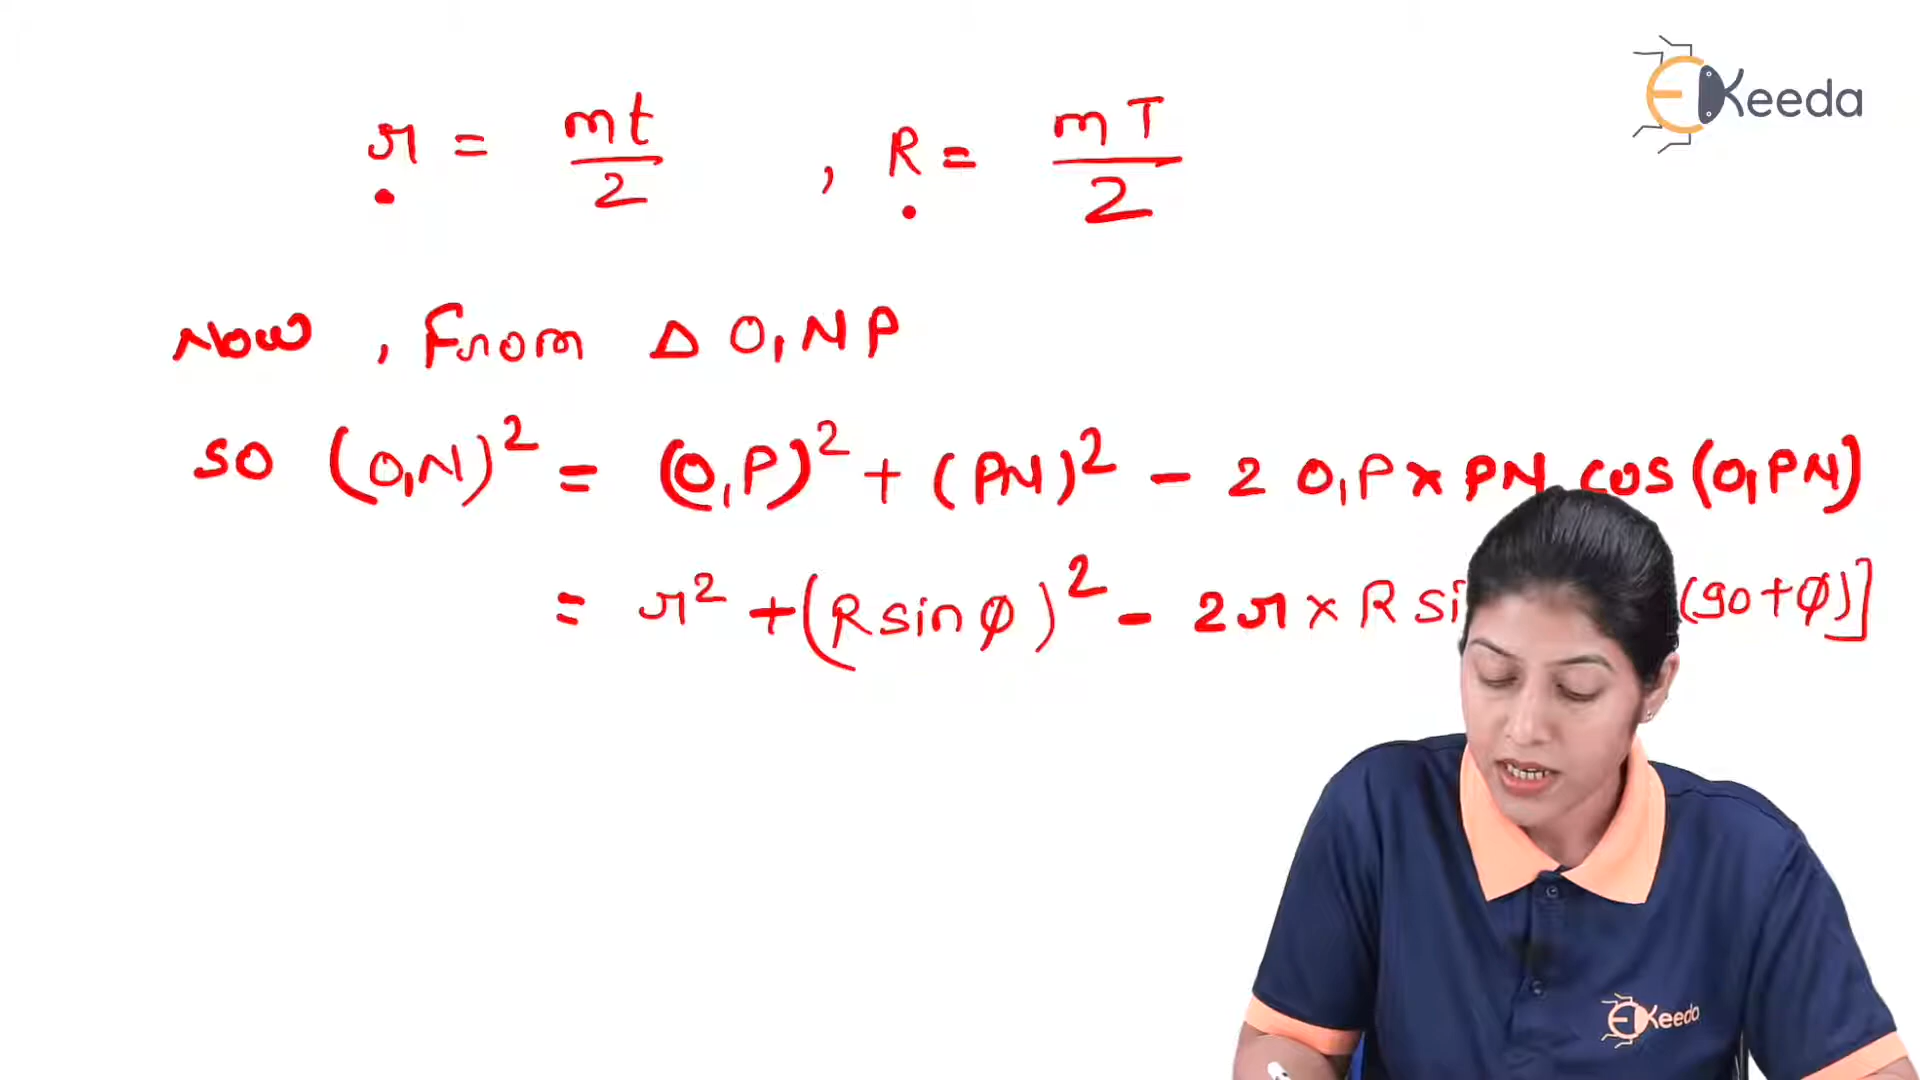 EKeeda
r = mt/2 , R = mT/2
Now , From Δ O₁NP
so (O₁N)² = (O₁P)² + (PN)² - 2 O₁P × PN cos(O₁PN)
= r² + (R sin φ)² - 2r × R si (90+φ)]
EKeeda